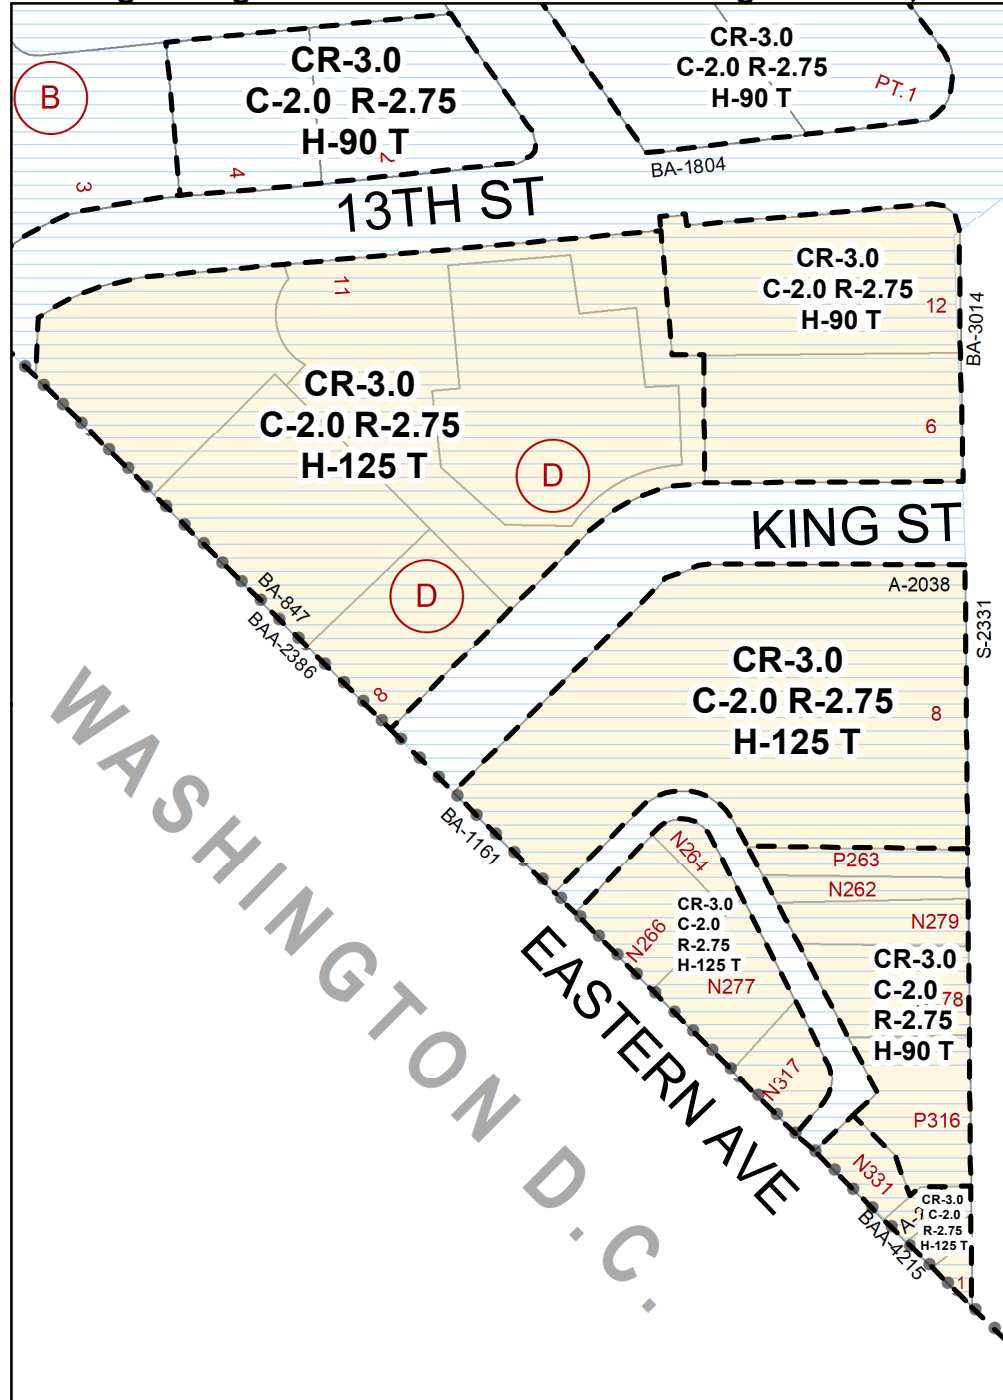 CR-3.0
C-2.0 R-2.75
H-90 T
CR-3.0
C-2.0 R-2.75
H-90 T
PT.1
B
3
4
2
BA-1804
13TH ST
11
CR-3.0
C-2.0 R-2.75
H-90 T
12
BA-3014
CR-3.0
C-2.0 R-2.75
H-125 T
6
D
KING ST
D
BA-847
BAA-2386
A-2038
S-2331
8
CR-3.0
C-2.0 R-2.75
H-125 T
8
WASHINGTON D.C.
BA-1161
N264
P263
N262
CR-3.0
C-2.0
R-2.75
H-125 T
N266
N279
N277
CR-3.0
C-2.0
R-2.75
H-90 T
78
EASTERN AVE
N317
P316
N331
CR-3.0
C-2.0
R-2.75
H-125 T
BAA-4215
1